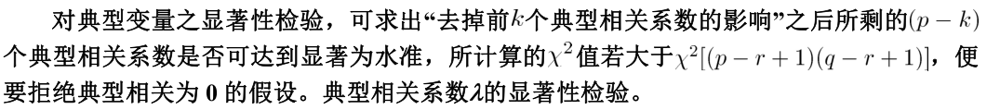 对典型变量之显著性检验，可求出“去掉前k个典型相关系数的影响”之后所剩的(p − k)
个典型相关系数是否可达到显著为水准，所计算的χ²值若大于χ²[(p − r + 1)(q − r + 1)]，便
要拒绝典型相关为 0 的假设。典型相关系数λ的显著性检验。